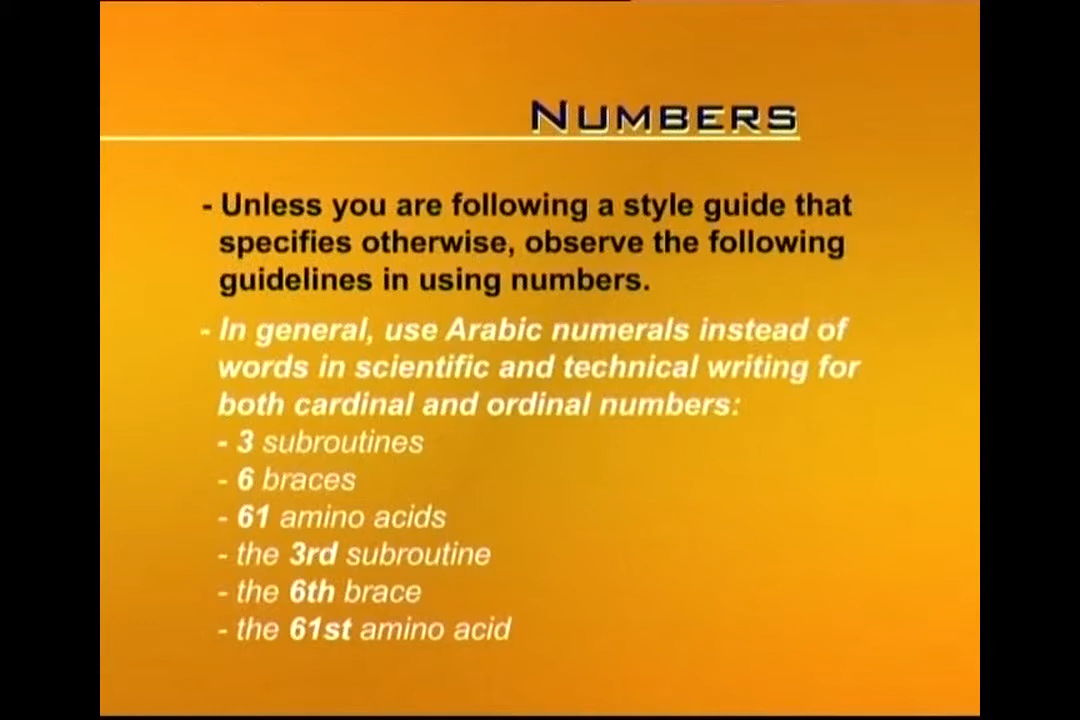 NUMBERS
- Unless you are following a style guide that
specifies otherwise, observe the following
guidelines in using numbers.
- In general, use Arabic numerals instead of
words in scientific and technical writing for
both cardinal and ordinal numbers:
- 3 subroutines
- 6 braces
- 61 amino acids
- the 3rd subroutine
- the 6th brace
- the 61st amino acid